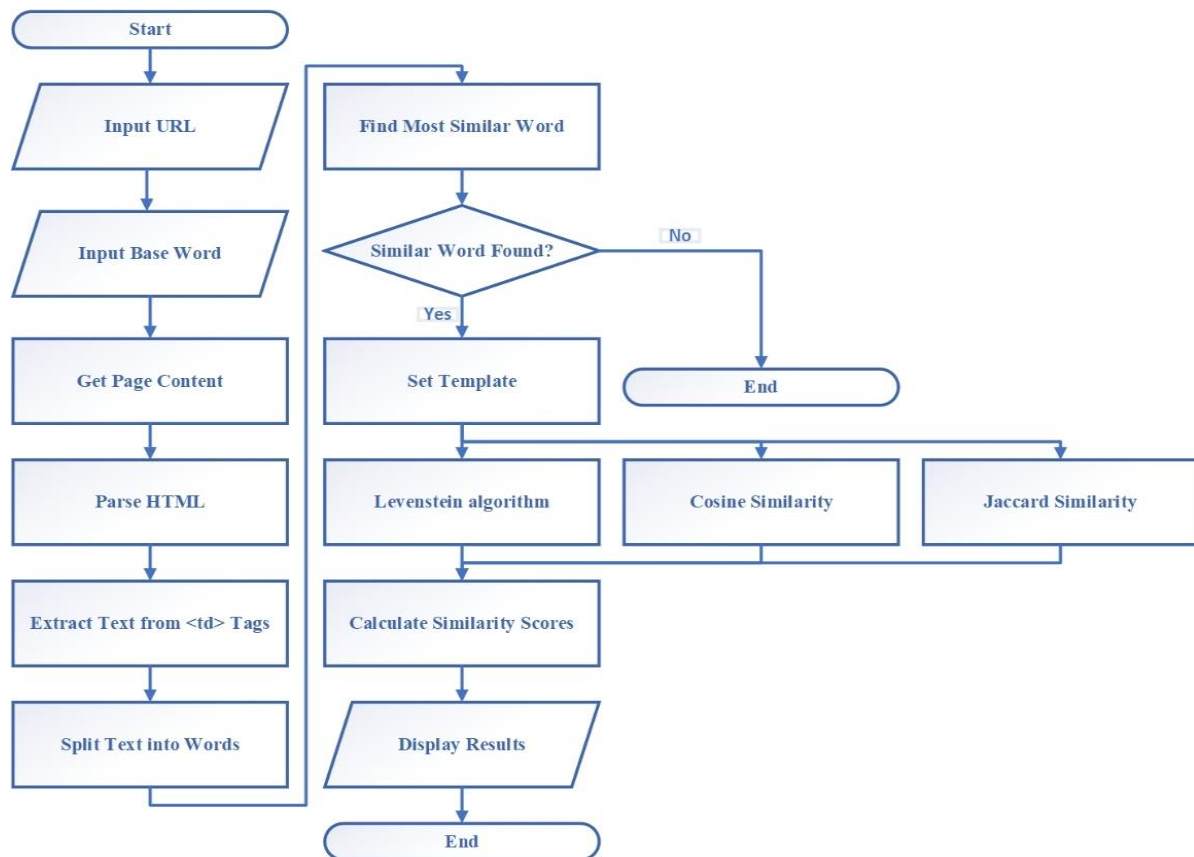 Start
Input URL
Input Base Word
Get Page Content
Parse HTML
Extract Text from <td> Tags
Split Text into Words
Find Most Similar Word
Similar Word Found?
No
Yes
Set Template
End
Levenstein algorithm
Cosine Similarity
Jaccard Similarity
Calculate Similarity Scores
Display Results
End